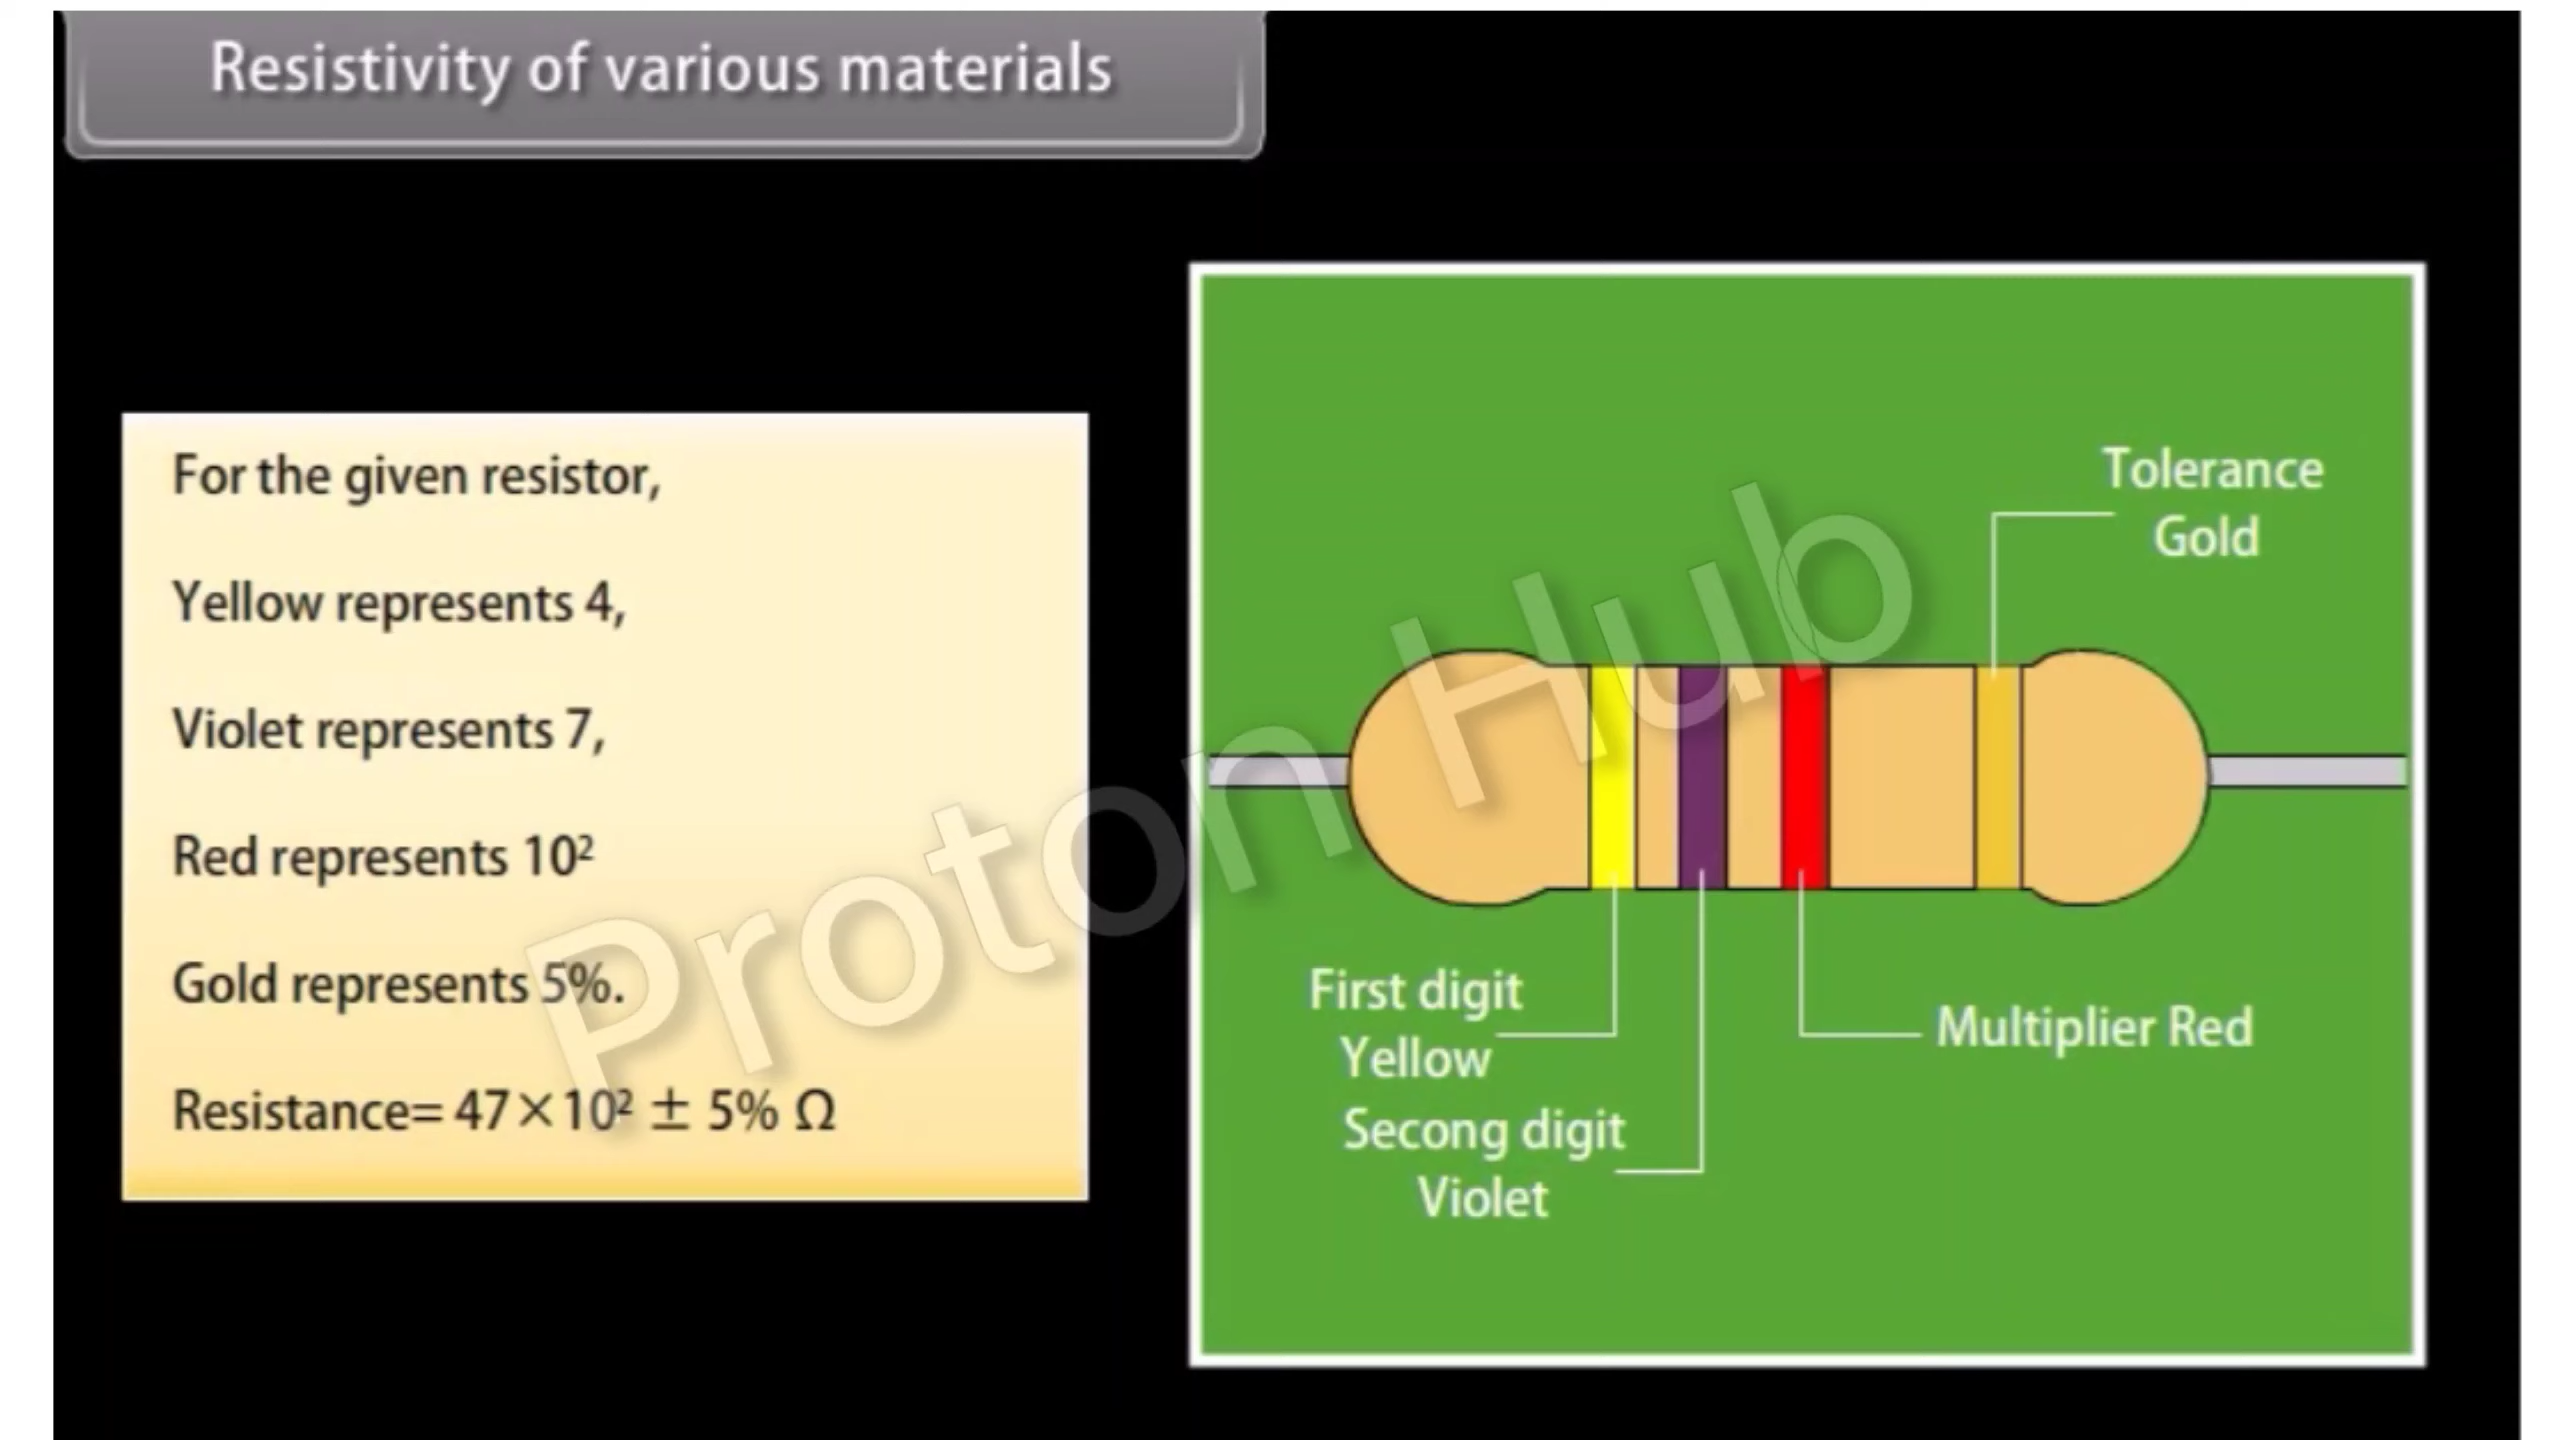 Resistivity of various materials
For the given resistor,
Yellow represents 4,
Violet represents 7,
Red represents 10²
Gold represents 5%.
Resistance= 47×10² ± 5% Ω
Tolerance
Gold
First digit
Yellow
Secong digit
Violet
Multiplier Red
Proton Hub